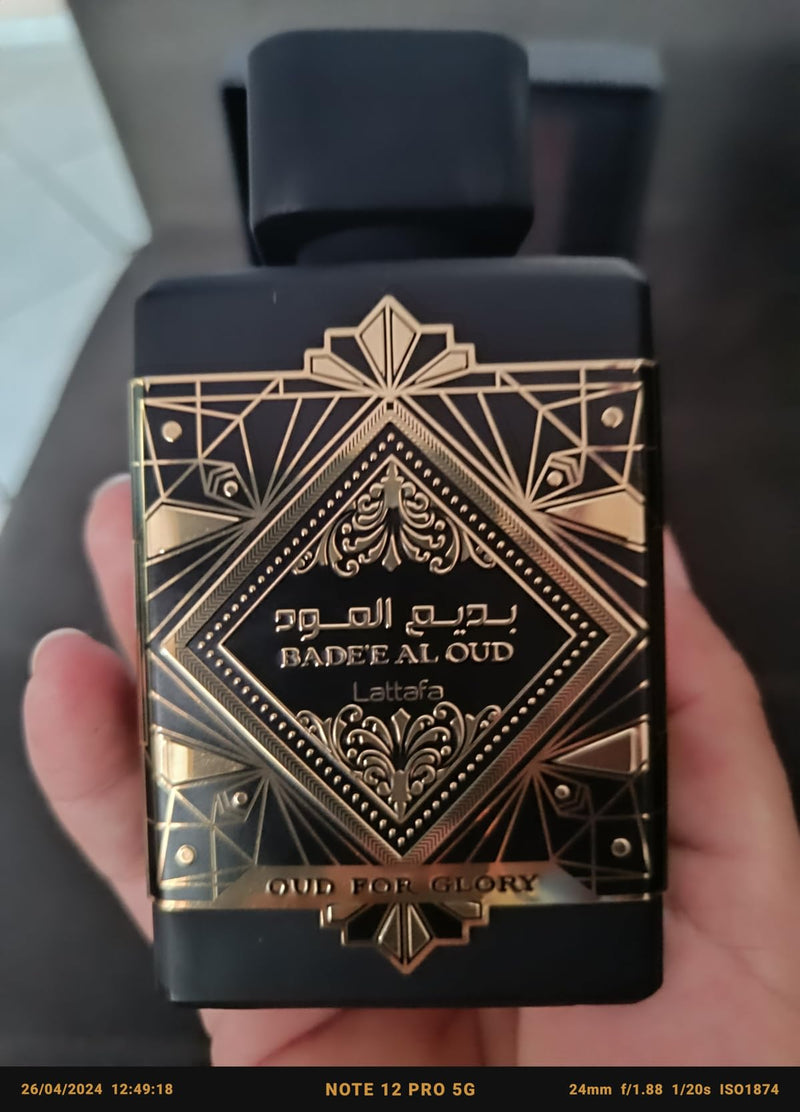 بديع العود
BADE'E AL OUD
Lattafa
OUD FOR GLORY
26/04/2024 12:49:18 NOTE 12 PRO 5G 24mm f/1.88 1/20s ISO1874